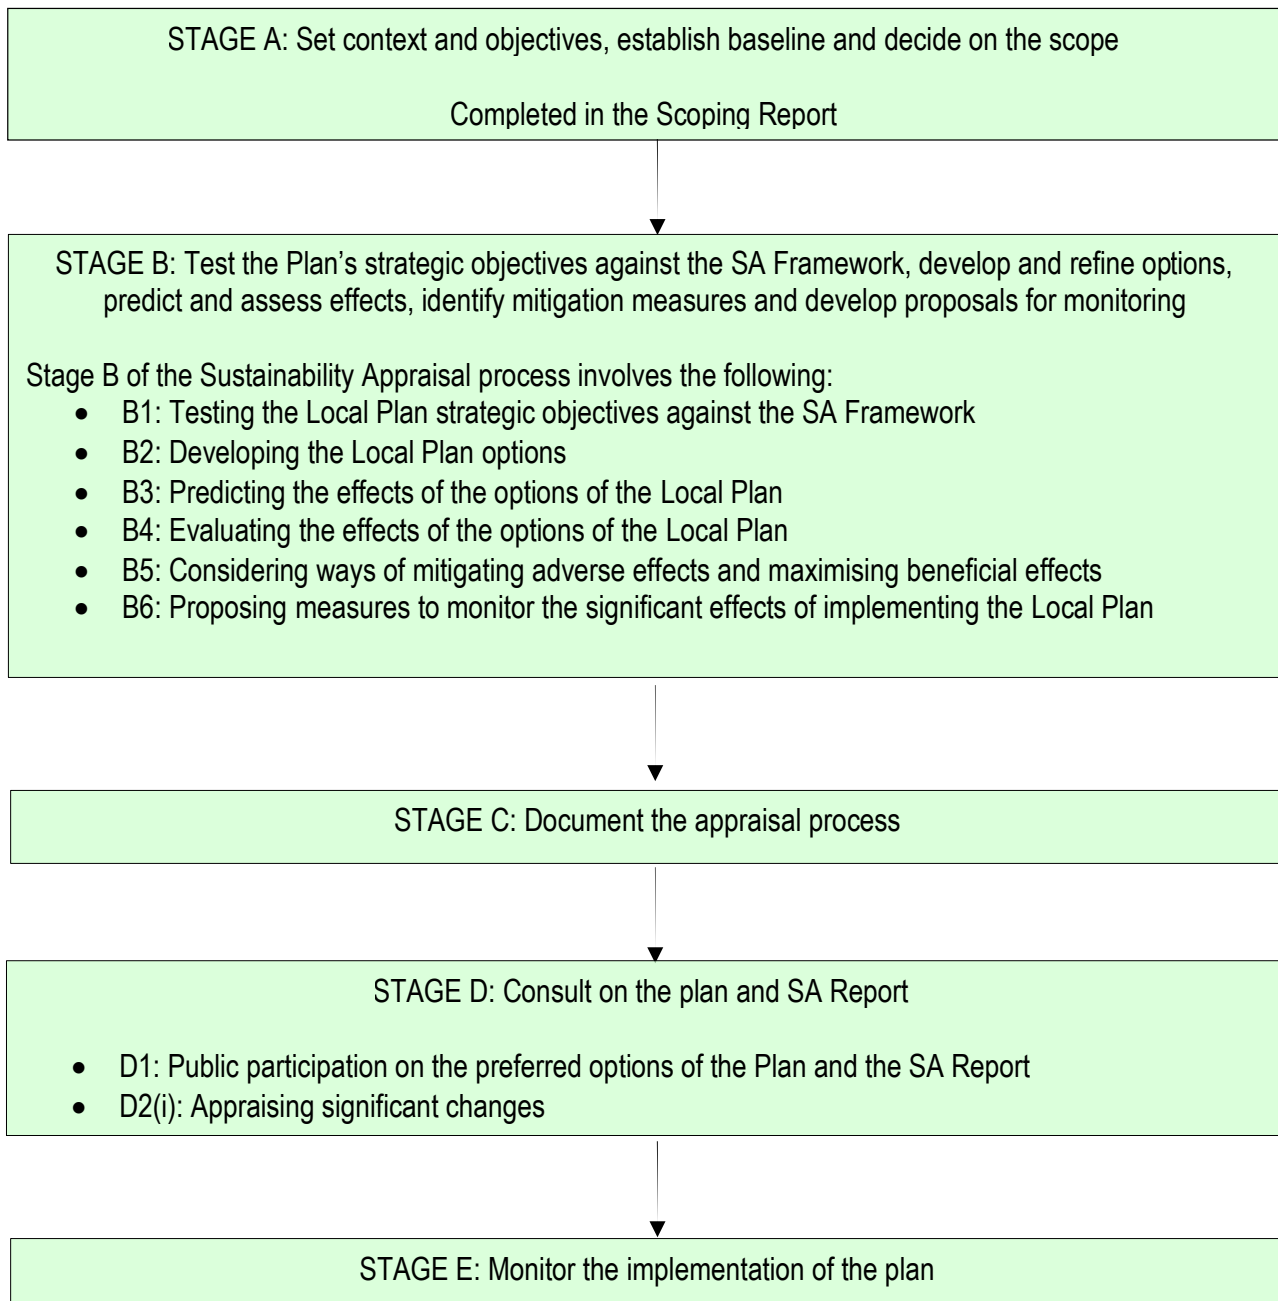 STAGE A: Set context and objectives, establish baseline and decide on the scope
Completed in the Scoping Report
STAGE B: Test the Plan’s strategic objectives against the SA Framework, develop and refine options,
predict and assess effects, identify mitigation measures and develop proposals for monitoring
Stage B of the Sustainability Appraisal process involves the following:
• B1: Testing the Local Plan strategic objectives against the SA Framework
• B2: Developing the Local Plan options
• B3: Predicting the effects of the options of the Local Plan
• B4: Evaluating the effects of the options of the Local Plan
• B5: Considering ways of mitigating adverse effects and maximising beneficial effects
• B6: Proposing measures to monitor the significant effects of implementing the Local Plan
STAGE C: Document the appraisal process
STAGE D: Consult on the plan and SA Report
• D1: Public participation on the preferred options of the Plan and the SA Report
• D2(i): Appraising significant changes
STAGE E: Monitor the implementation of the plan